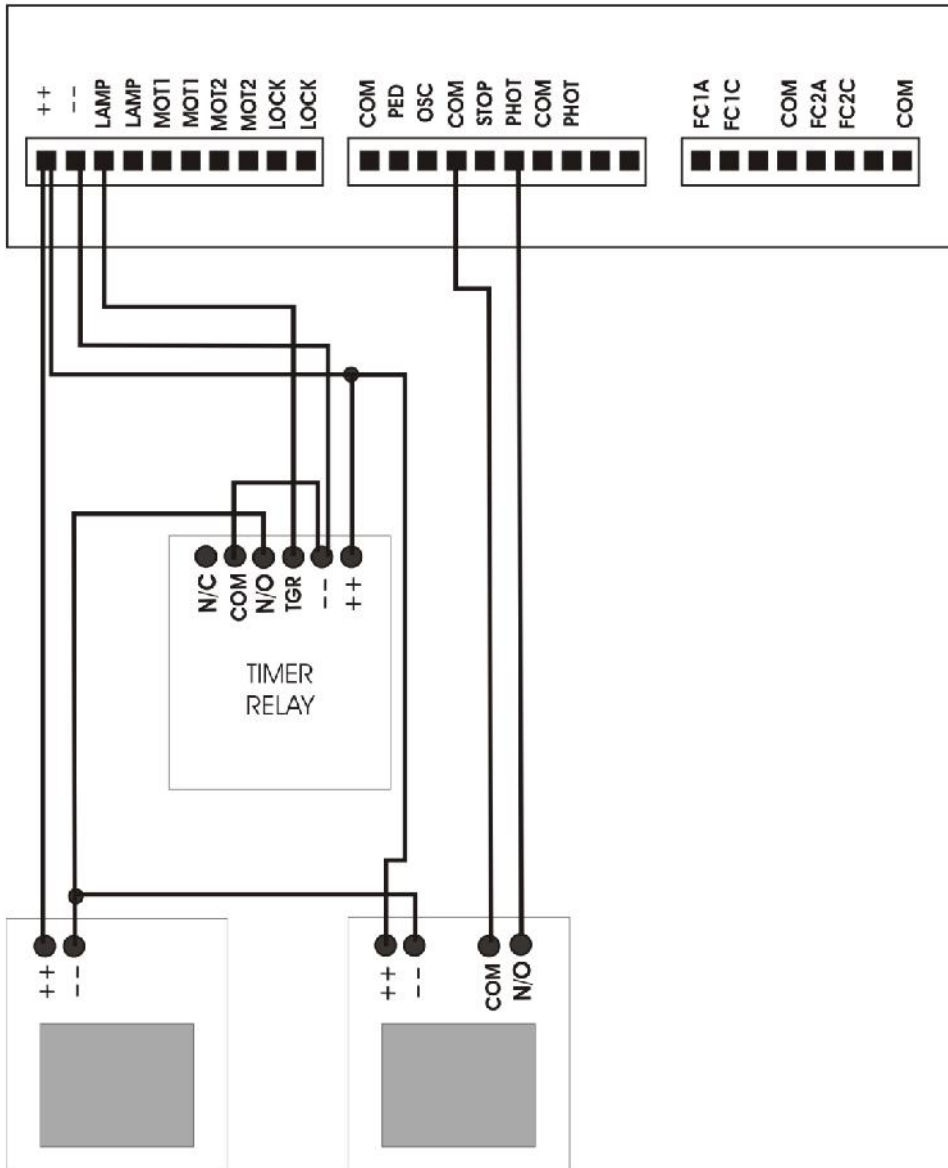 ++
--
LAMP
LAMP
MOT1
MOT1
MOT2
MOT2
LOCK
LOCK
COM
PED
OSC
COM
STOP
PHOT
COM
PHOT
FC1A
FC1C
COM
FC2A
FC2C
COM
N/C
COM
N/O
TGR
--
++
TIMER
RELAY
++
--
++
--
COM
N/O